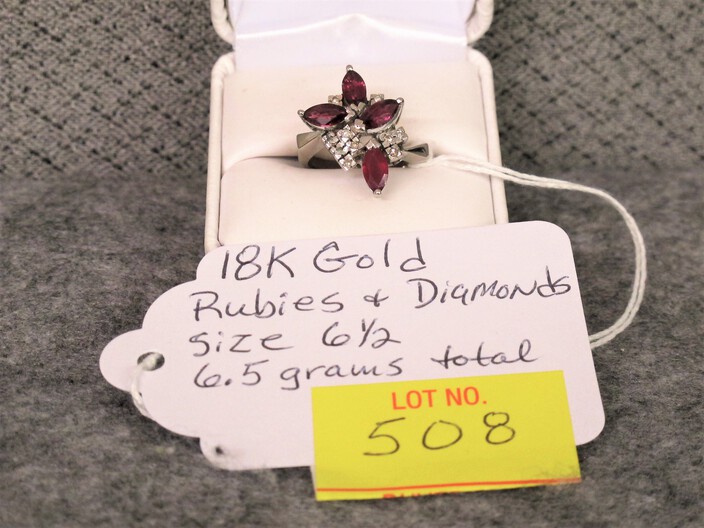 18K Gold
Rubies & Diamonds
size 6½
6.5 grams total
LOT NO.
508